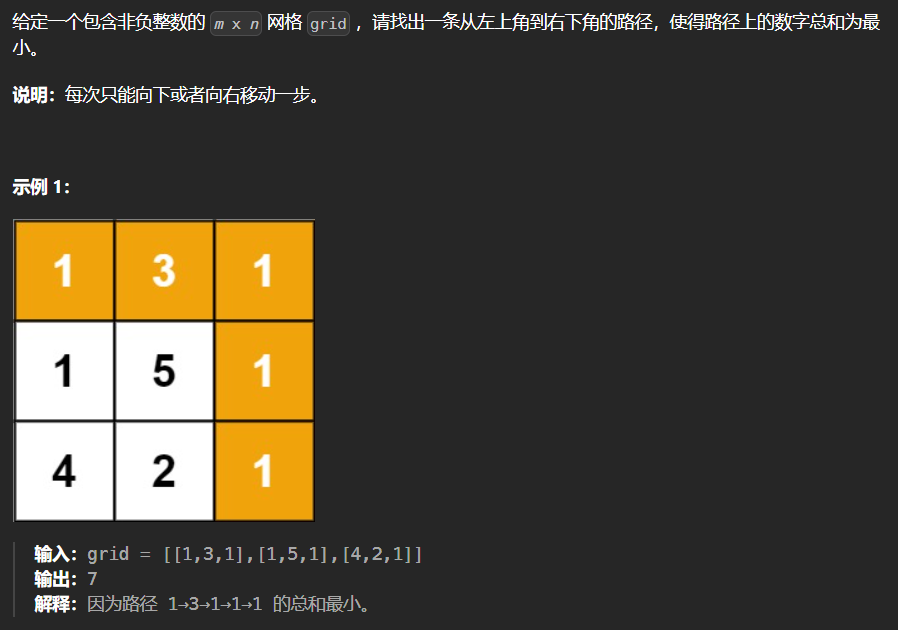 给定一个包含非负整数的 m x n 网格 grid ，请找出一条从左上角到右下角的路径，使得路径上的数字总和为最
小。
说明：每次只能向下或者向右移动一步。
示例 1：
1 3 1
1 5 1
4 2 1
输入：grid = [[1,3,1],[1,5,1],[4,2,1]]
输出：7
解释：因为路径 1→3→1→1→1 的总和最小。